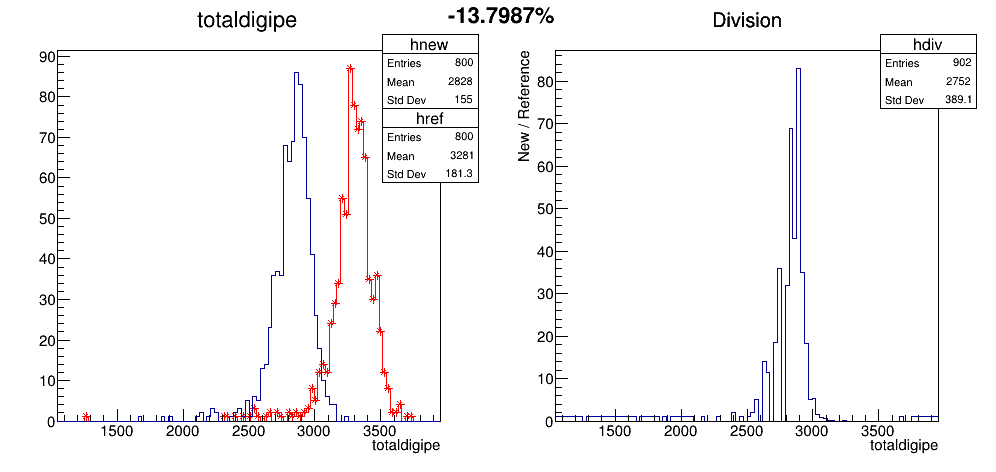 -13.7987%
totaldigipe
hnew
Entries 800
Mean 2828
Std Dev 155
href
Entries 800
Mean 3281
Std Dev 181.3
90
80
70
60
50
40
30
20
10
0
1500 2000 2500 3000 3500
totaldigipe
Division
hdiv
Entries 902
Mean 2752
Std Dev 389.1
New / Reference
80
70
60
50
40
30
20
10
0
1500 2000 2500 3000 3500
totaldigipe